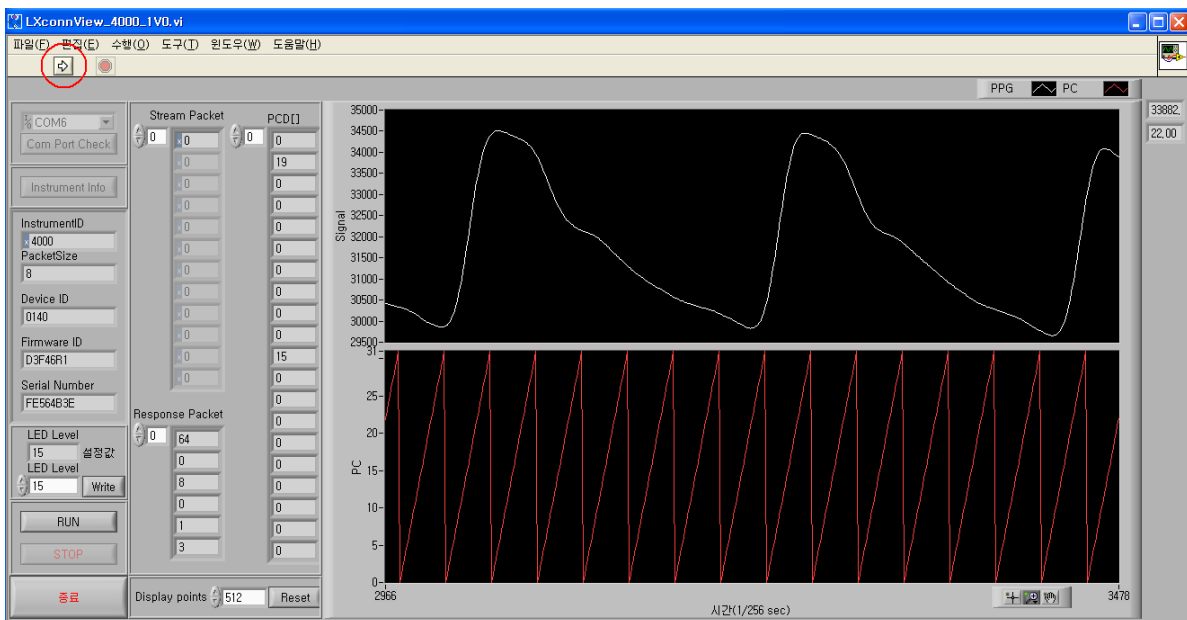 LXconnView_4000_1V0.vi
파일(F) 편집(E) 수행(O) 도구(T) 윈도우(W) 도움말(H)
PPG PC
COM6
Com Port Check
Instrument Info
InstrumentID
x 4000
PacketSize
8
Device ID
0140
Firmware ID
D3F46R1
Serial Number
FE564B3E
LED Level
15 설정값
LED Level
15 Write
RUN
STOP
종료
Stream Packet
0
x 0
x 0
x 0
x 0
x 0
x 0
x 0
x 0
x 0
x 0
x 0
x 0
Response Packet
0
64
0
8
0
1
3
PCD[]
0
0
19
0
0
0
0
0
0
0
0
15
0
0
0
0
0
0
0
0
0
Display points 512 Reset
Signal
35000
34500
34000
33500
33000
32500
32000
31500
31000
30500
30000
29500
PC
31
25
20
15
10
5
0
2966 3478
시간(1/256 sec)
33882,
22,00